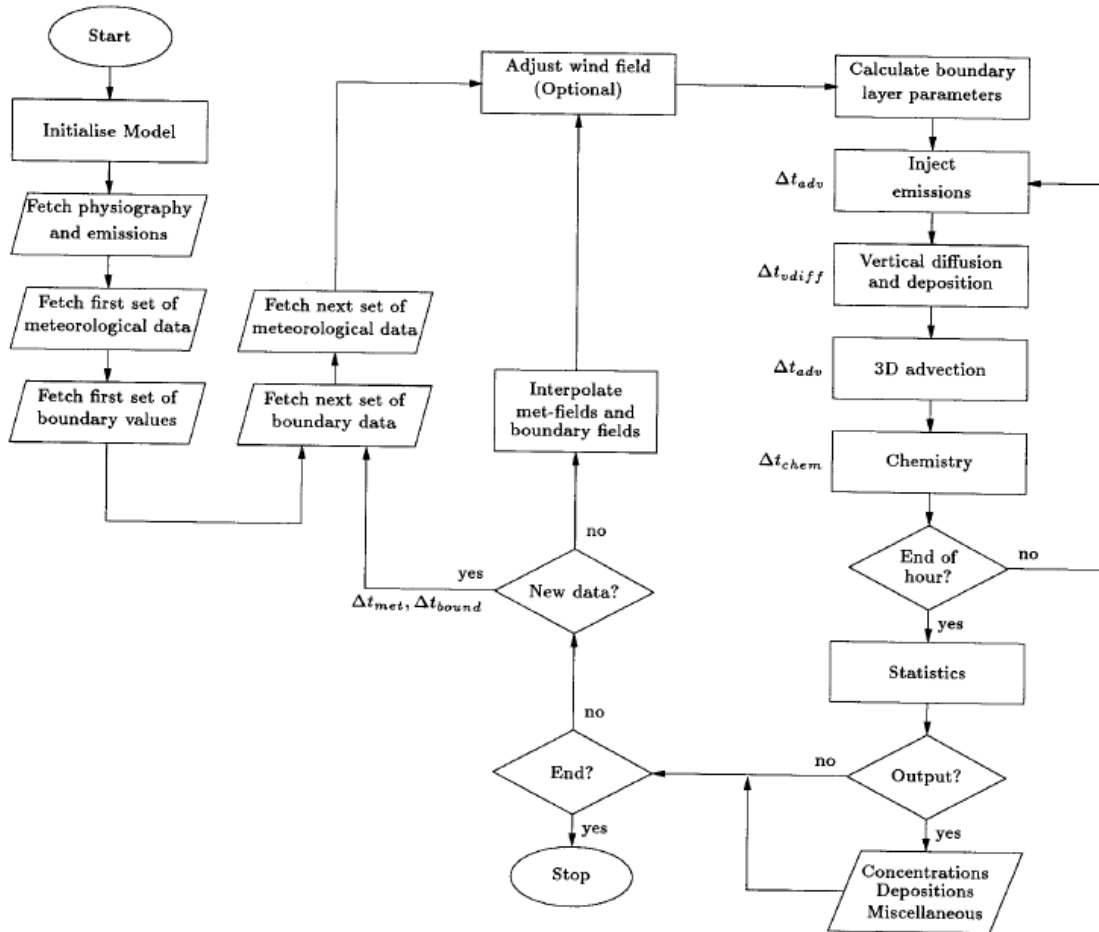 Start
Initialise Model
Fetch physiography
and emissions
Fetch first set of
meteorological data
Fetch first set of
boundary values
Fetch next set of
meteorological data
Fetch next set of
boundary data
yes
Δt_met, Δt_bound
Adjust wind field
(Optional)
Interpolate
met-fields and
boundary fields
no
New data?
no
End?
yes
Stop
Calculate boundary
layer parameters
Δt_adv
Inject
emissions
Δt_vdiff
Vertical diffusion
and deposition
Δt_adv
3D advection
Δt_chem
Chemistry
End of
hour?
no
yes
Statistics
no
Output?
yes
Concentrations
Depositions
Miscellaneous